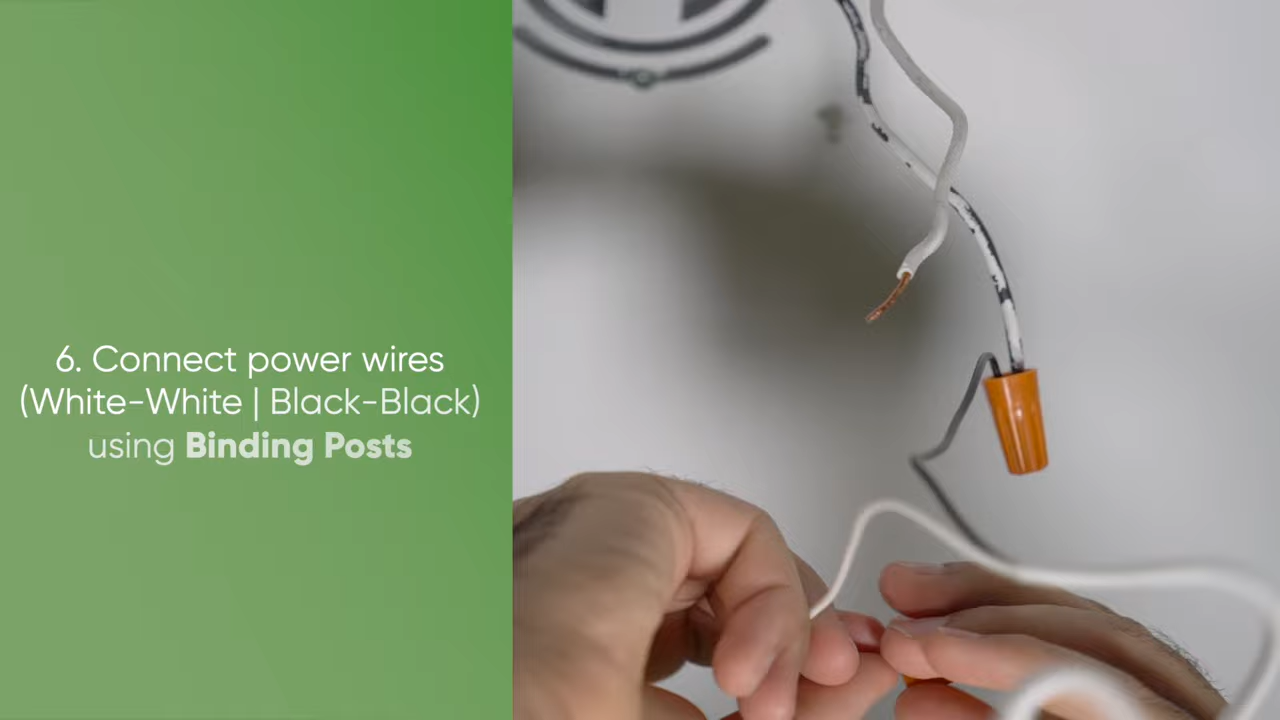 6. Connect power wires
(White-White | Black-Black)
using Binding Posts